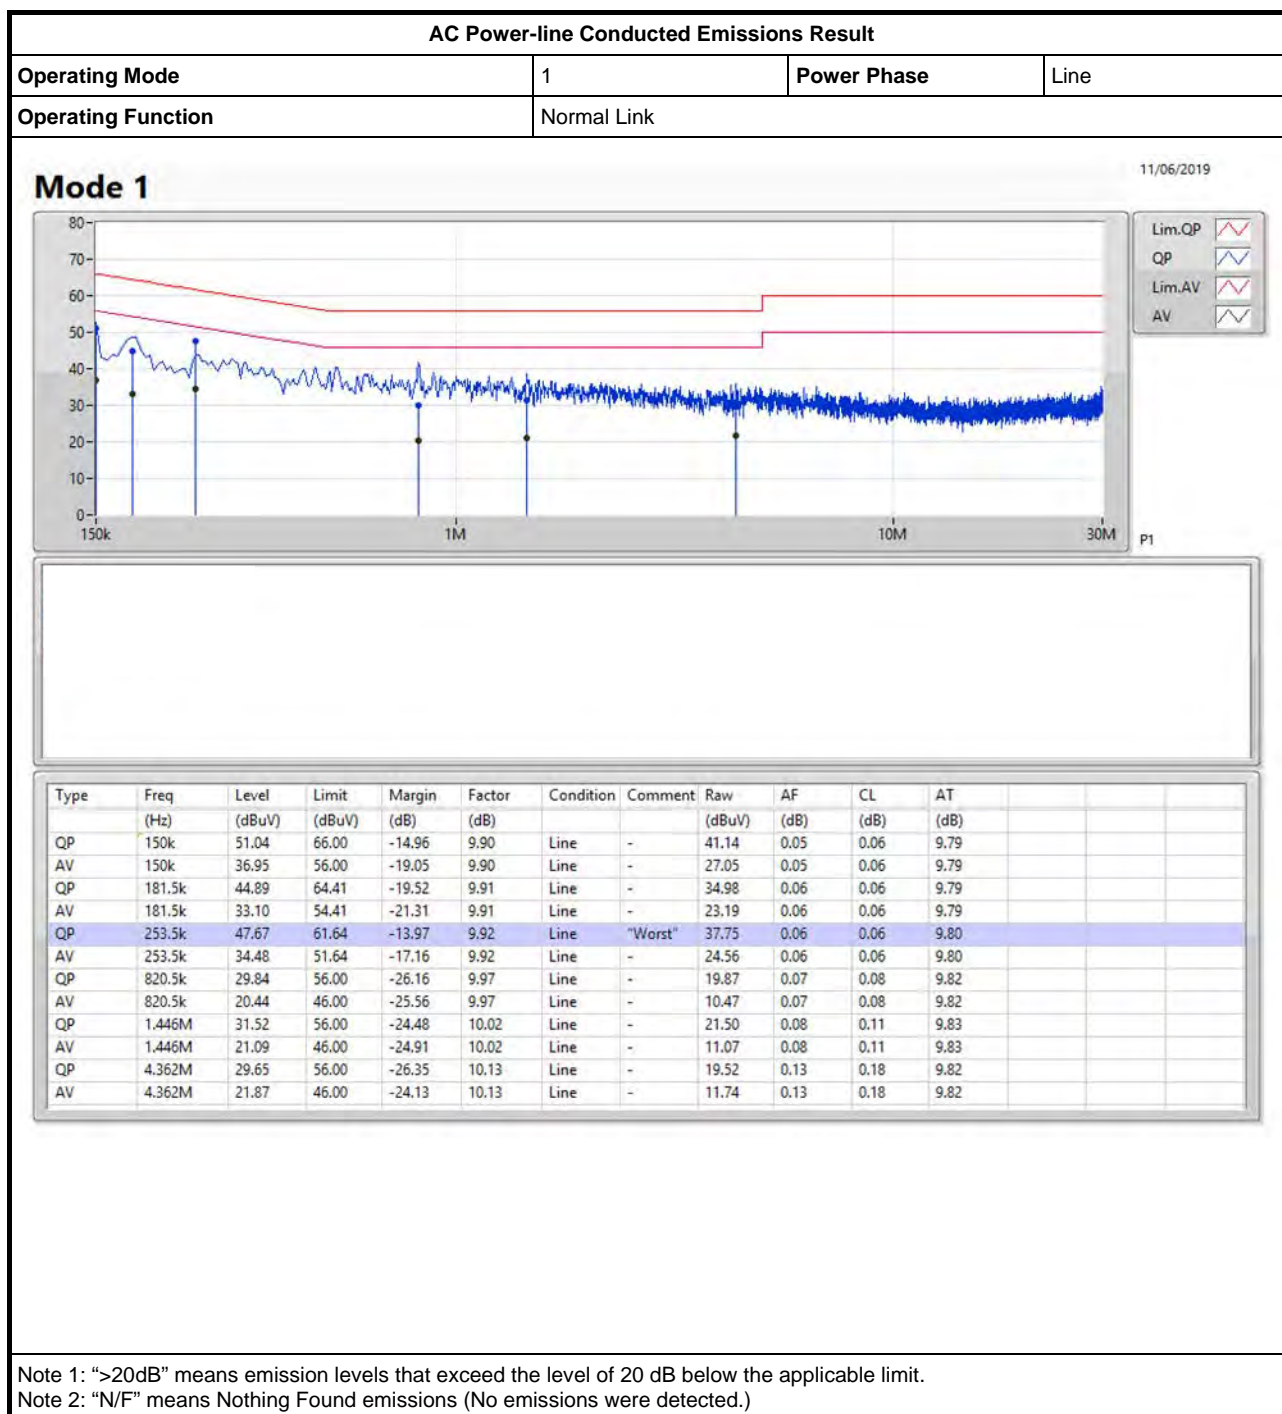 AC Power-line Conducted Emissions Result
Operating Mode 1 Power Phase Line
Operating Function Normal Link
11/06/2019
Mode 1
80
70
60
50
40
30
20
10
0
150k 1M 10M 30M
P1
Lim.QP
QP
Lim.AV
AV
Type Freq Level Limit Margin Factor Condition Comment Raw AF CL AT
(Hz) (dBuV) (dBuV) (dB) (dB) (dBuV) (dB) (dB) (dB)
QP 150k 51.04 66.00 -14.96 9.90 Line - 41.14 0.05 0.06 9.79
AV 150k 36.95 56.00 -19.05 9.90 Line - 27.05 0.05 0.06 9.79
QP 181.5k 44.89 64.41 -19.52 9.91 Line - 34.98 0.06 0.06 9.79
AV 181.5k 33.10 54.41 -21.31 9.91 Line - 23.19 0.06 0.06 9.79
QP 253.5k 47.67 61.64 -13.97 9.92 Line "Worst" 37.75 0.06 0.06 9.80
AV 253.5k 34.48 51.64 -17.16 9.92 Line - 24.56 0.06 0.06 9.80
QP 820.5k 29.84 56.00 -26.16 9.97 Line - 19.87 0.07 0.08 9.82
AV 820.5k 20.44 46.00 -25.56 9.97 Line - 10.47 0.07 0.08 9.82
QP 1.446M 31.52 56.00 -24.48 10.02 Line - 21.50 0.08 0.11 9.83
AV 1.446M 21.09 46.00 -24.91 10.02 Line - 11.07 0.08 0.11 9.83
QP 4.362M 29.65 56.00 -26.35 10.13 Line - 19.52 0.13 0.18 9.82
AV 4.362M 21.87 46.00 -24.13 10.13 Line - 11.74 0.13 0.18 9.82
Note 1: “>20dB” means emission levels that exceed the level of 20 dB below the applicable limit.
Note 2: “N/F” means Nothing Found emissions (No emissions were detected.)